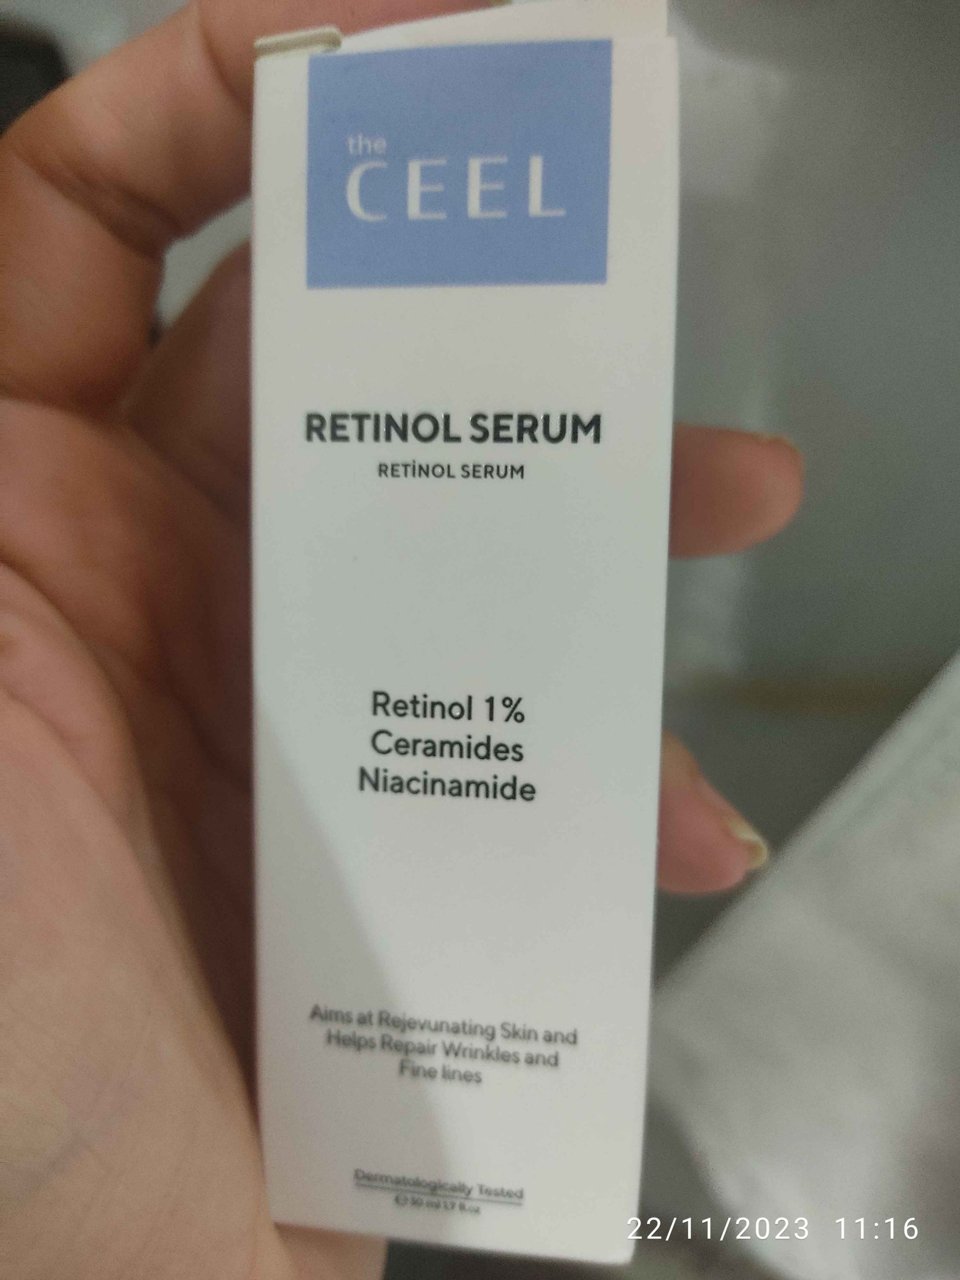 the
CEEL
RETINOL SERUM
RETİNOL SERUM
Retinol 1%
Ceramides
Niacinamide
Aims at Rejevunating Skin and
Helps Repair Wrinkles and
Fine lines
Dermatologically Tested
22/11/2023 11:16